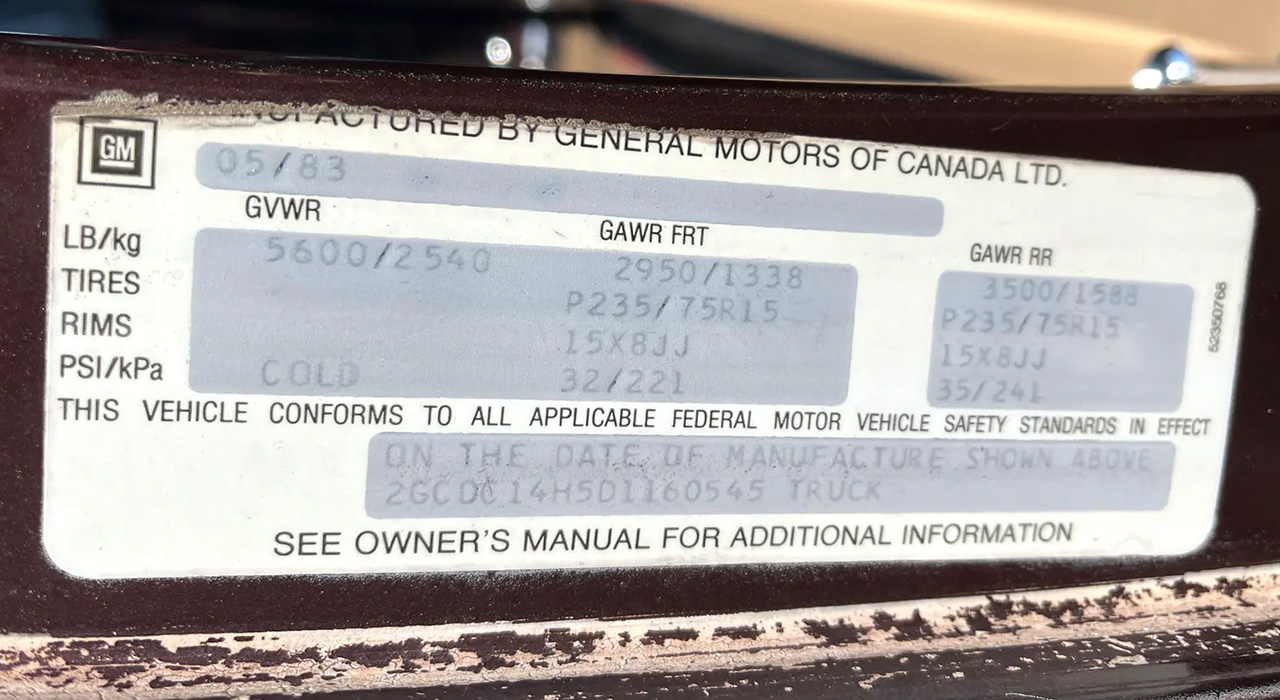 GM
MANUFACTURED BY GENERAL MOTORS OF CANADA LTD.
05/83
GVWR GAWR FRT GAWR RR
LB/kg 5600/2540 2950/1338 3500/1588
TIRES P235/75R15 P235/75R15
RIMS 15X8JJ 15X8JJ
PSI/kPa COLD 32/221 35/241
THIS VEHICLE CONFORMS TO ALL APPLICABLE FEDERAL MOTOR VEHICLE SAFETY STANDARDS IN EFFECT
ON THE DATE OF MANUFACTURE SHOWN ABOVE
2GCDC14H5D1160545 TRUCK
SEE OWNER'S MANUAL FOR ADDITIONAL INFORMATION
52350768